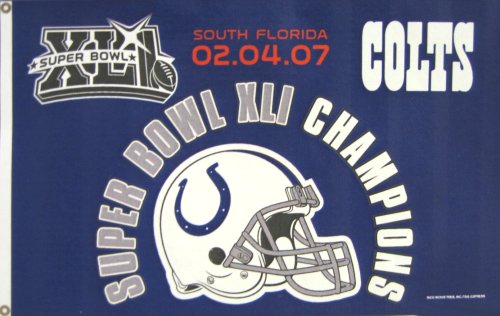 XLI
SUPER BOWL
SOUTH FLORIDA
02.04.07
COLTS
SUPER BOWL XLI CHAMPIONS